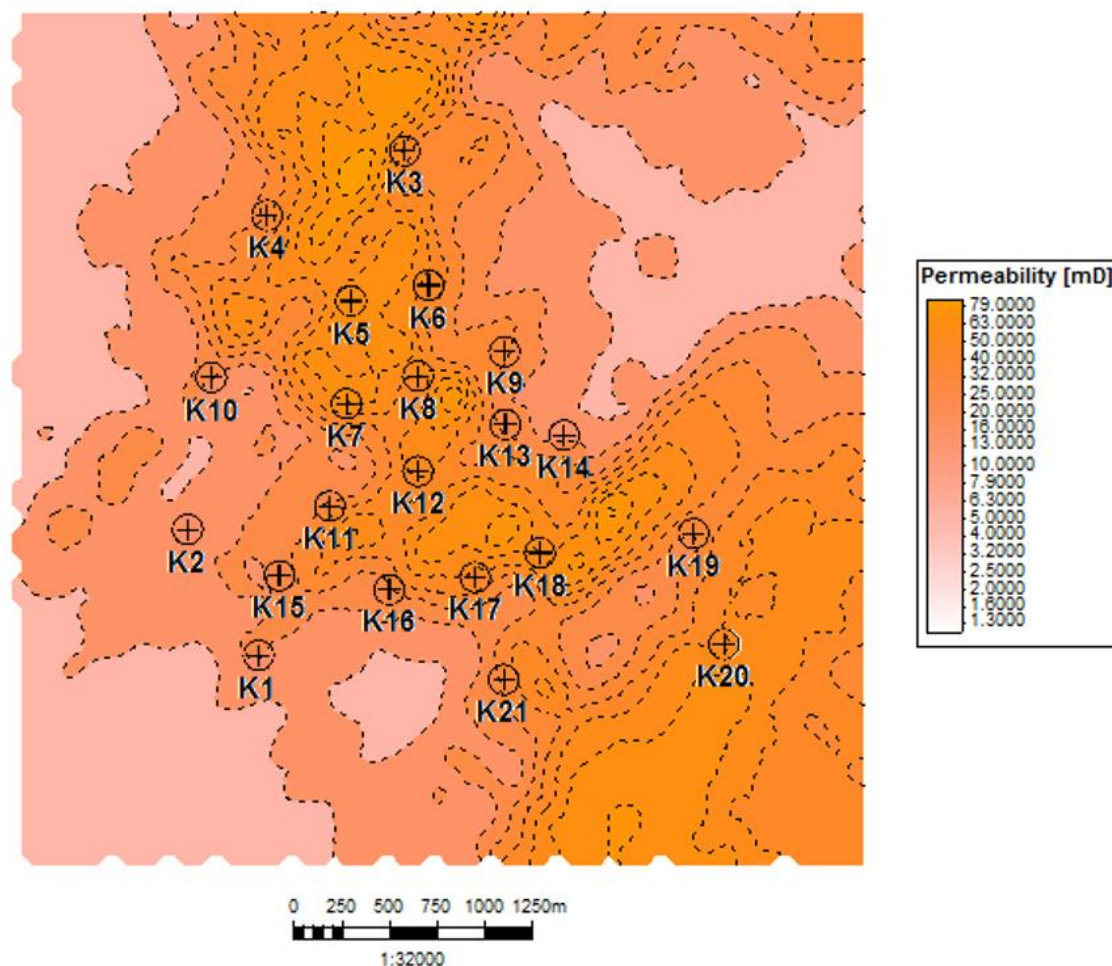 K3
K4
K5
K6
K9
K10
K8
K7
K13
K14
K12
K11
K2
K19
K18
K15
K17
K16
K1
K20
K21
Permeability [mD]
79.0000
63.0000
50.0000
40.0000
32.0000
25.0000
20.0000
16.0000
13.0000
10.0000
7.9000
6.3000
5.0000
4.0000
3.2000
2.5000
2.0000
1.6000
1.3000
0 250 500 750 1000 1250m
1:32000